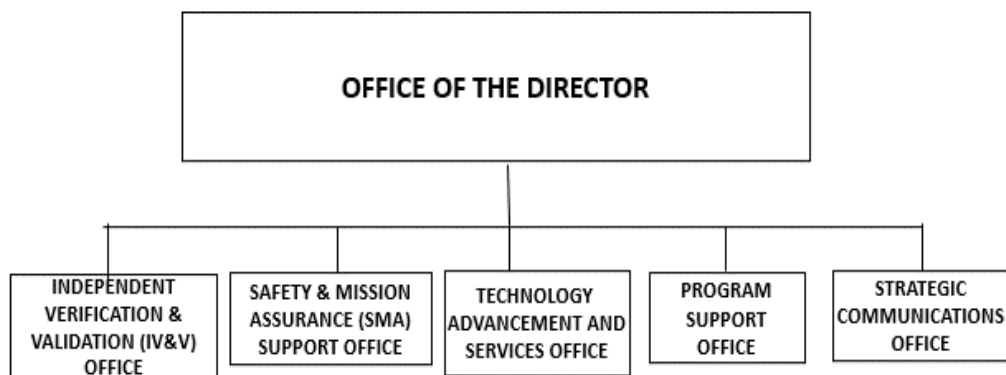 OFFICE OF THE DIRECTOR
INDEPENDENT
VERIFICATION &
VALIDATION (IV&V)
OFFICE
SAFETY & MISSION
ASSURANCE (SMA)
SUPPORT OFFICE
TECHNOLOGY
ADVANCEMENT AND
SERVICES OFFICE
PROGRAM
SUPPORT
OFFICE
STRATEGIC
COMMUNICATIONS
OFFICE